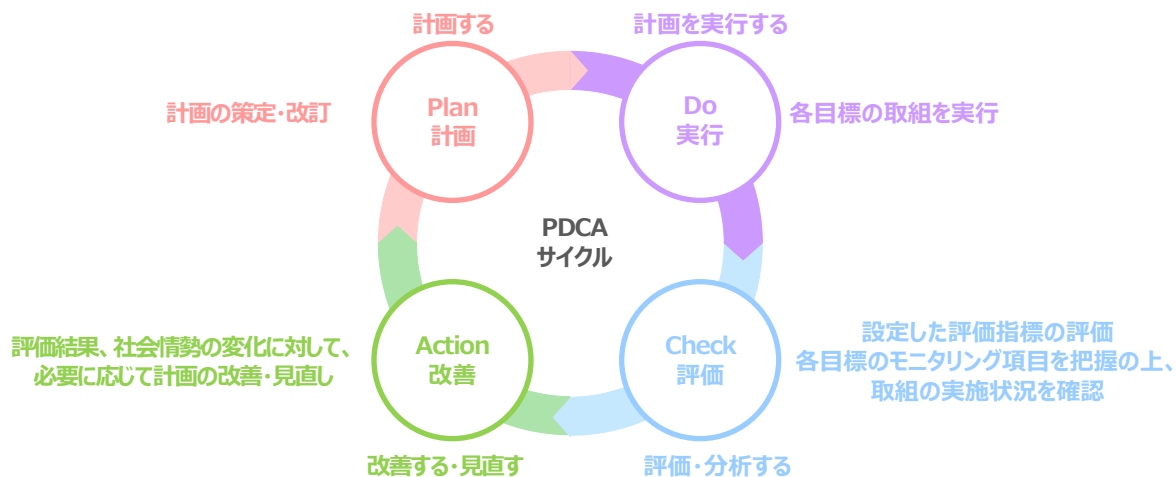 計画する
計画を実行する
計画の策定・改訂
Plan
計画
Do
実行
各目標の取組を実行
PDCA
サイクル
評価結果、社会情勢の変化に対して、
必要に応じて計画の改善・見直し
Action
改善
Check
評価
設定した評価指標の評価
各目標のモニタリング項目を把握の上、
取組の実施状況を確認
改善する・見直す
評価・分析する